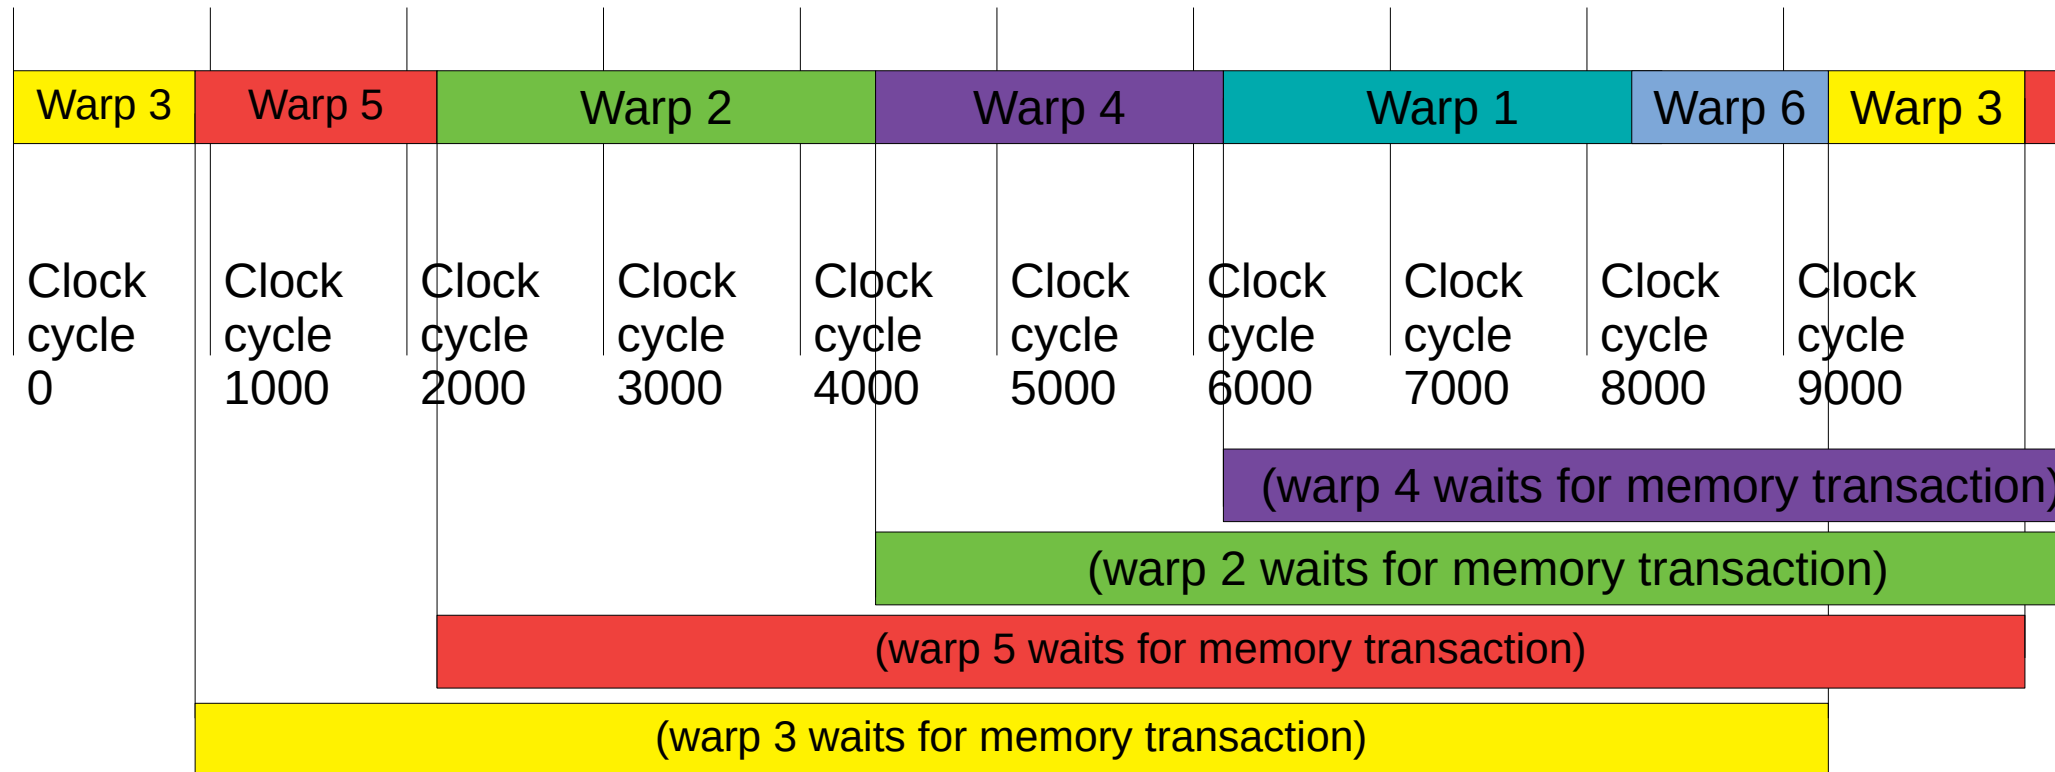 Warp 3 Warp 5 Warp 2 Warp 4 Warp 1 Warp 6 Warp 3
Clock Clock Clock Clock Clock Clock Clock Clock Clock Clock
cycle cycle cycle cycle cycle cycle cycle cycle cycle cycle
0 1000 2000 3000 4000 5000 6000 7000 8000 9000
(warp 4 waits for memory transaction)
(warp 2 waits for memory transaction)
(warp 5 waits for memory transaction)
(warp 3 waits for memory transaction)